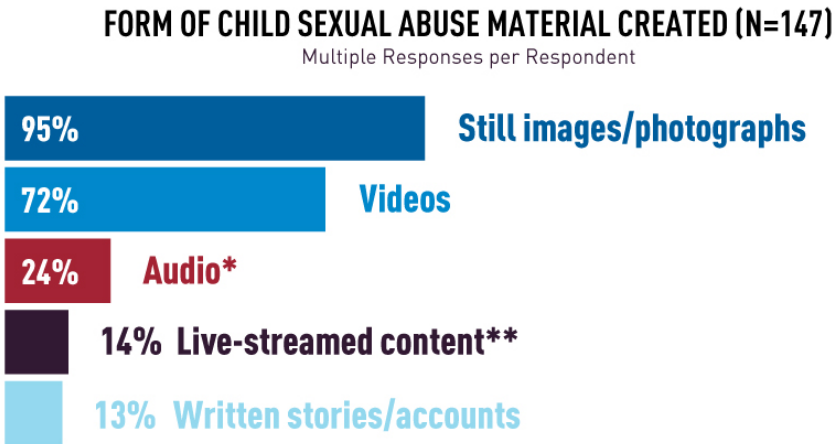 FORM OF CHILD SEXUAL ABUSE MATERIAL CREATED (N=147)
Multiple Responses per Respondent
95% Still images/photographs
72% Videos
24% Audio*
14% Live-streamed content**
13% Written stories/accounts